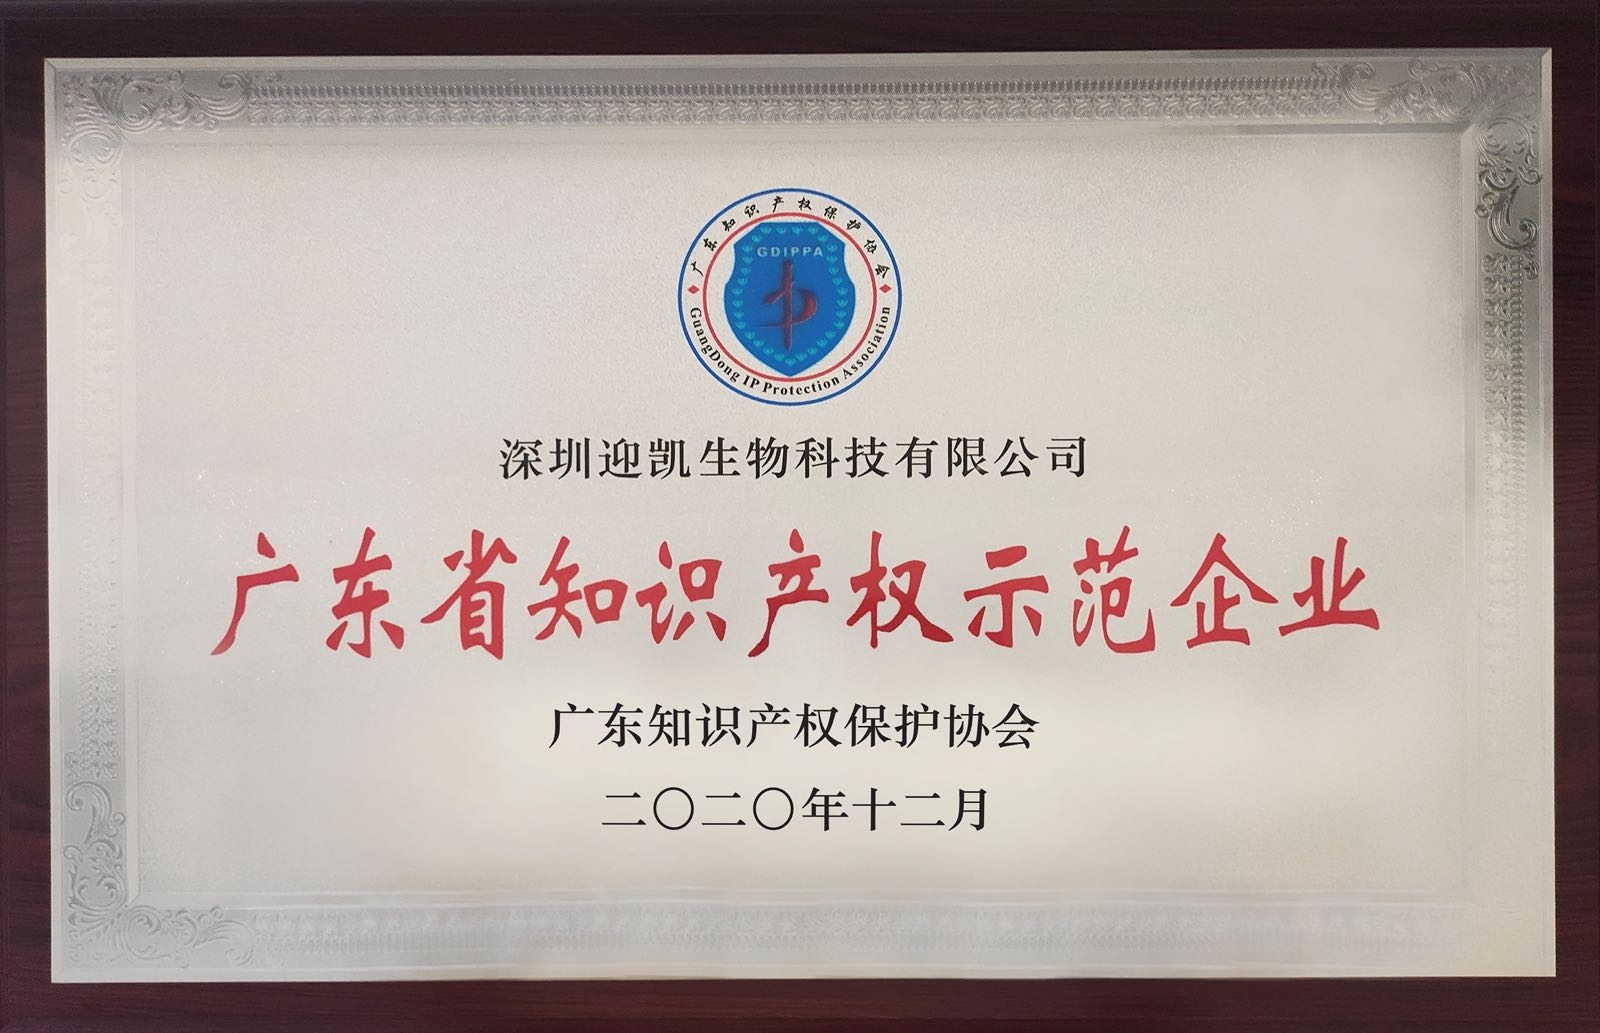 广东知识产权保护协会
GDIPPA
GuangDong IP Protection Association
深圳迎凯生物科技有限公司
广东省知识产权示范企业
广东知识产权保护协会
二〇二〇年十二月